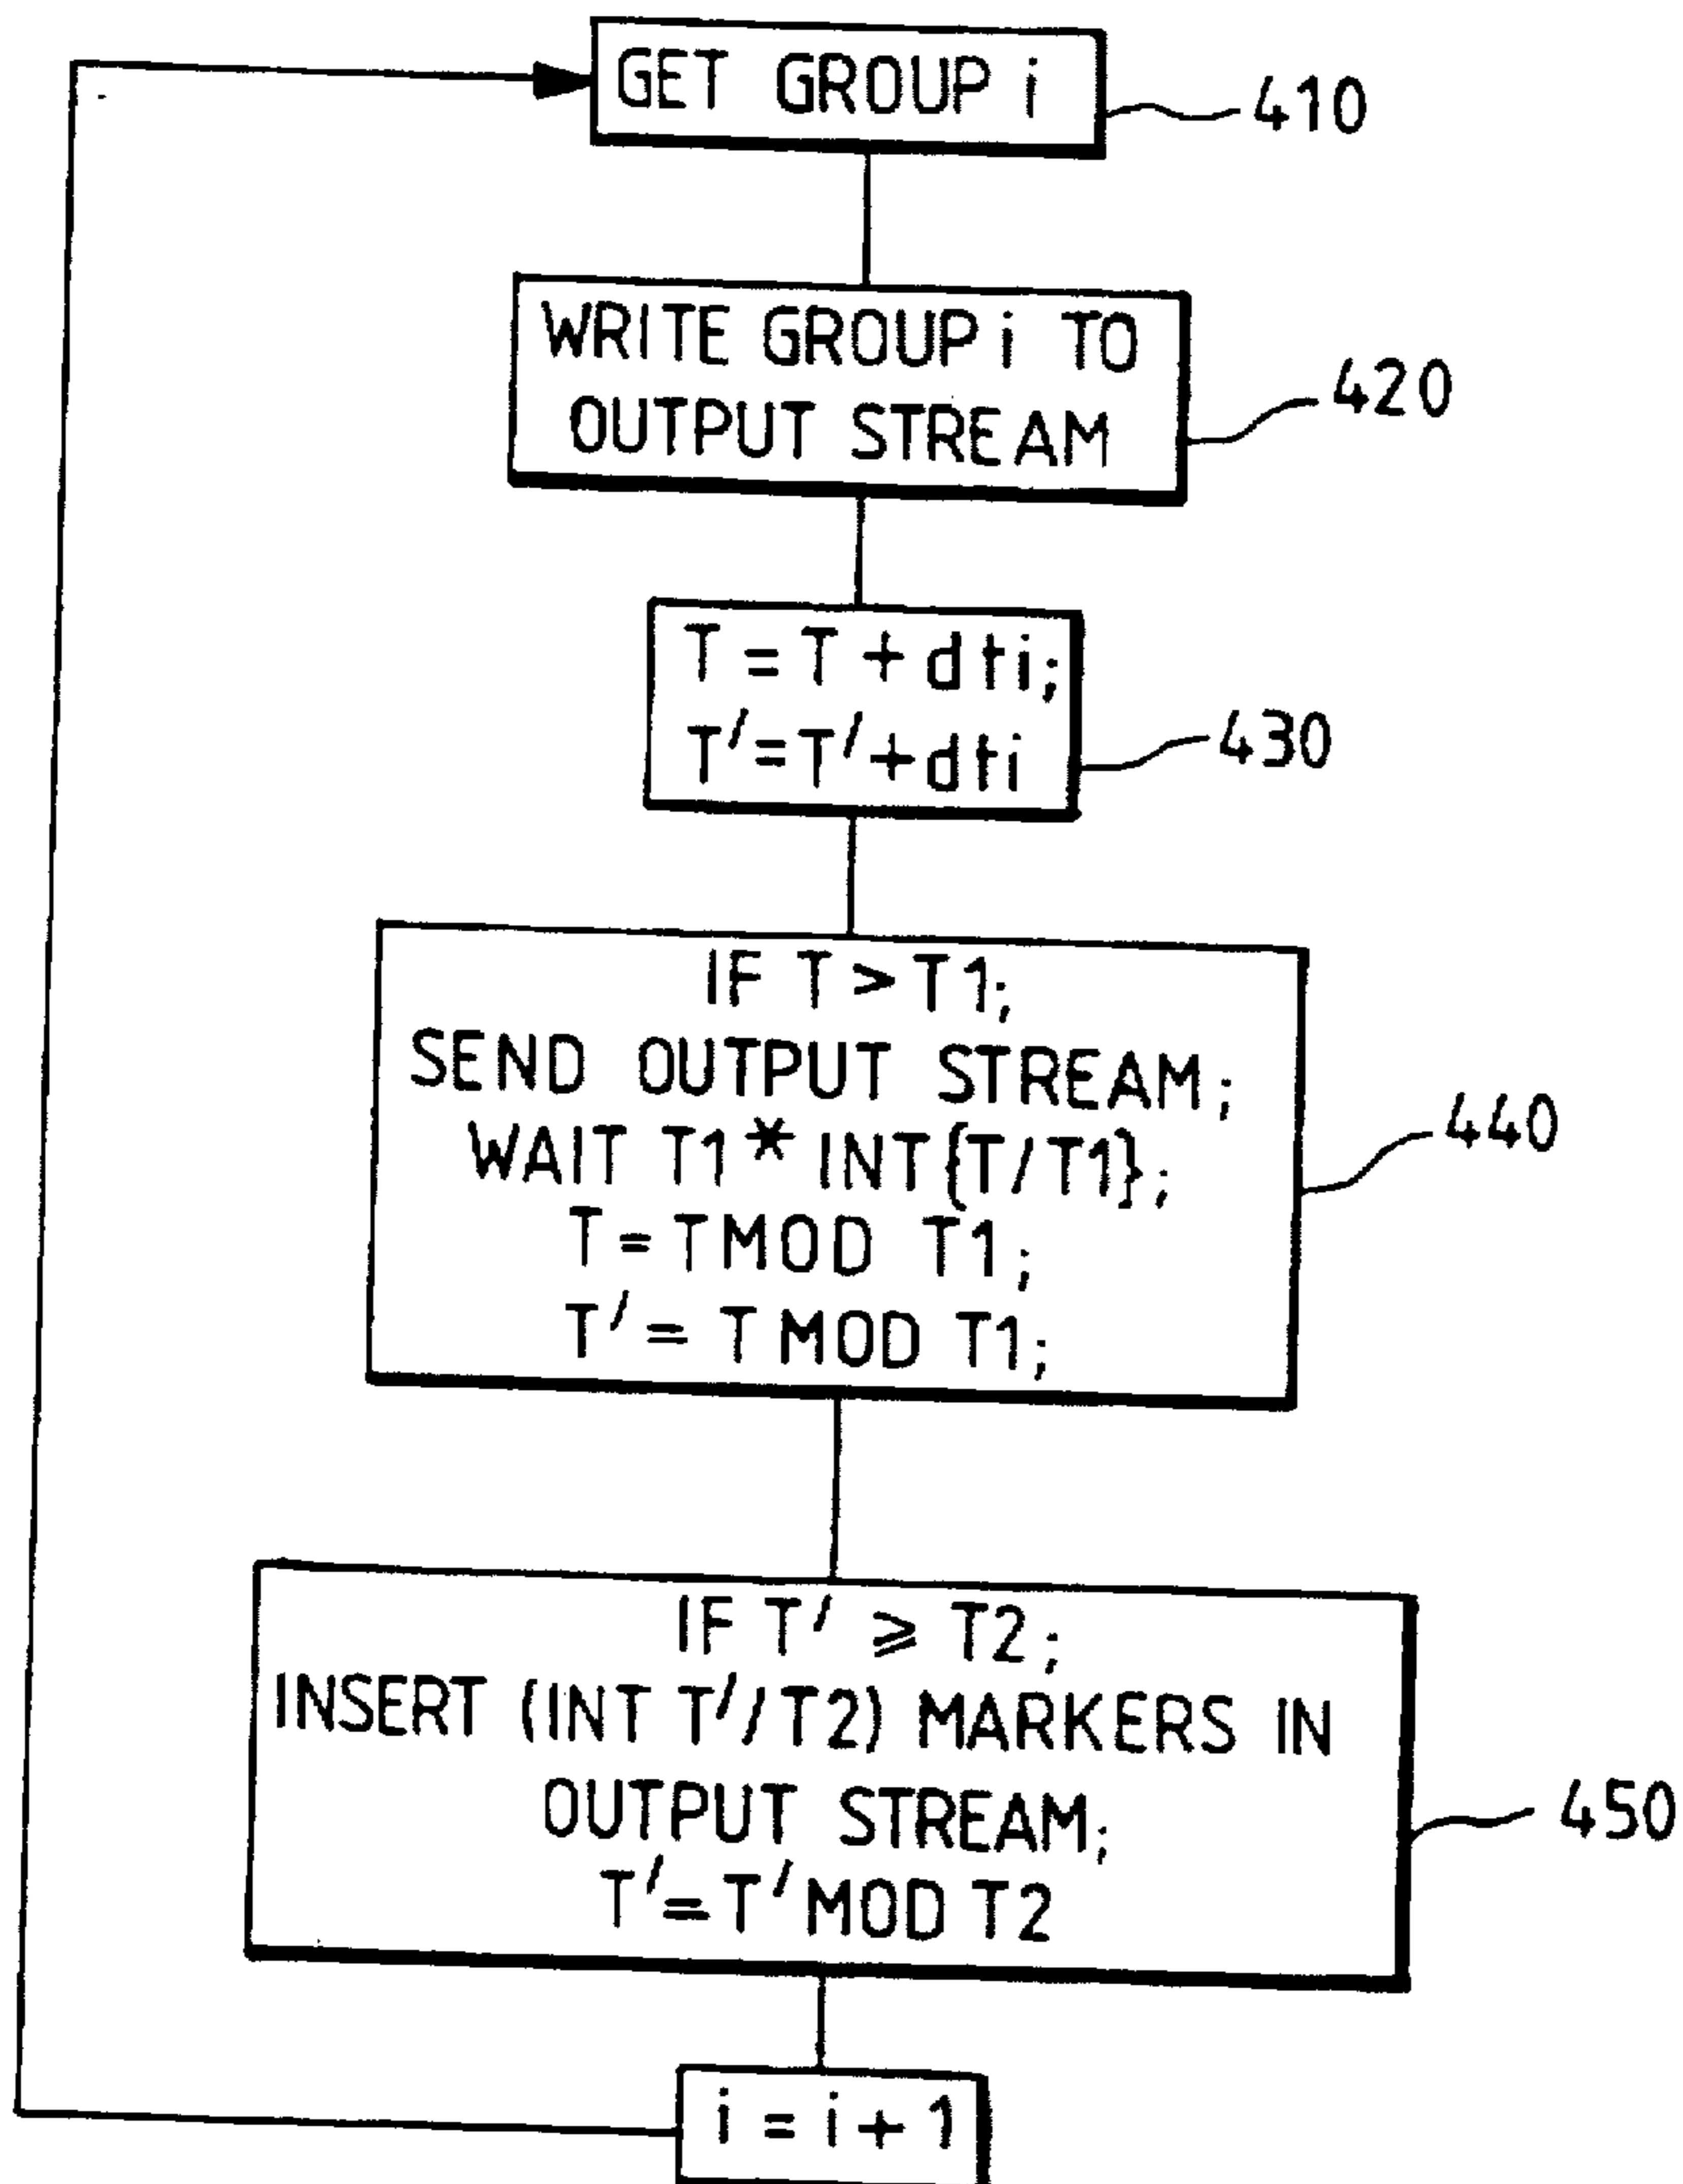 GET GROUP i
410
WRITE GROUP i TO
OUTPUT STREAM
420
T = T + dti;
T' = T' + dti
430
IF T > T1;
SEND OUTPUT STREAM;
WAIT T1 * INT{T/T1};
T = T MOD T1;
T' = T MOD T1;
440
IF T' ⩾ T2;
INSERT (INT T'/T2) MARKERS IN
OUTPUT STREAM;
T' = T' MOD T2
450
i = i + 1